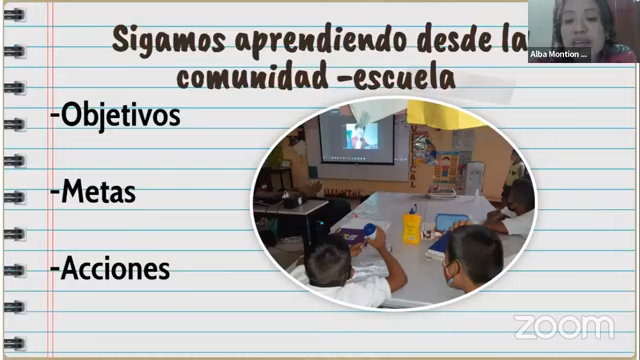 Sigamos aprendiendo desde la
comunidad -escuela
-Objetivos
-Metas
-Acciones
Alba Montion ...
zoom